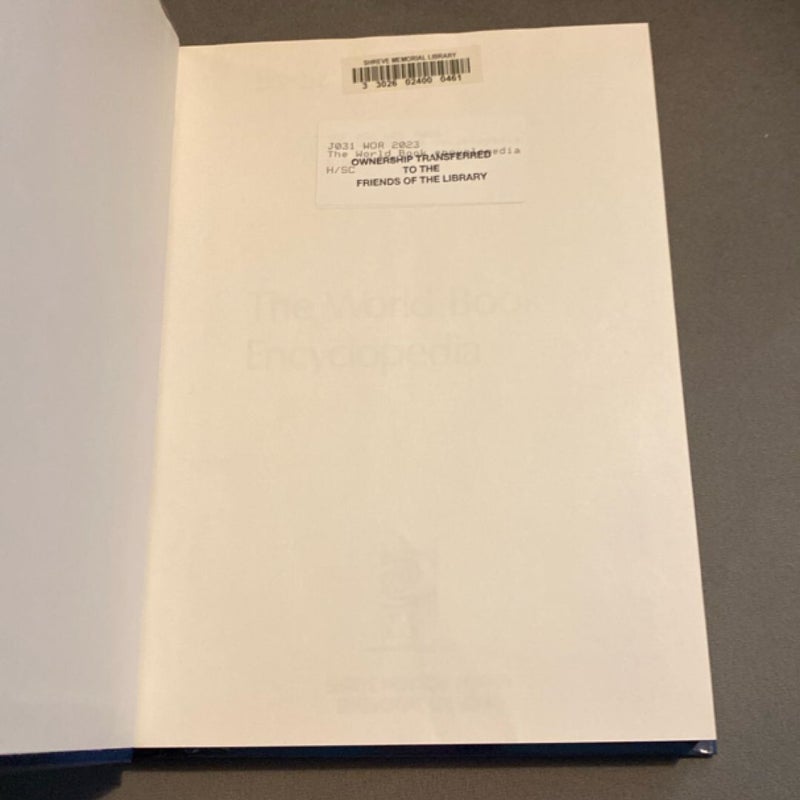 SHREVE MEMORIAL LIBRARY
3 3026 02400 0461
J031 WOR 2023
The World Book encyclopedia
OWNERSHIP TRANSFERRED
H/SC TO THE
FRIENDS OF THE LIBRARY
The World Book
Encyclopedia